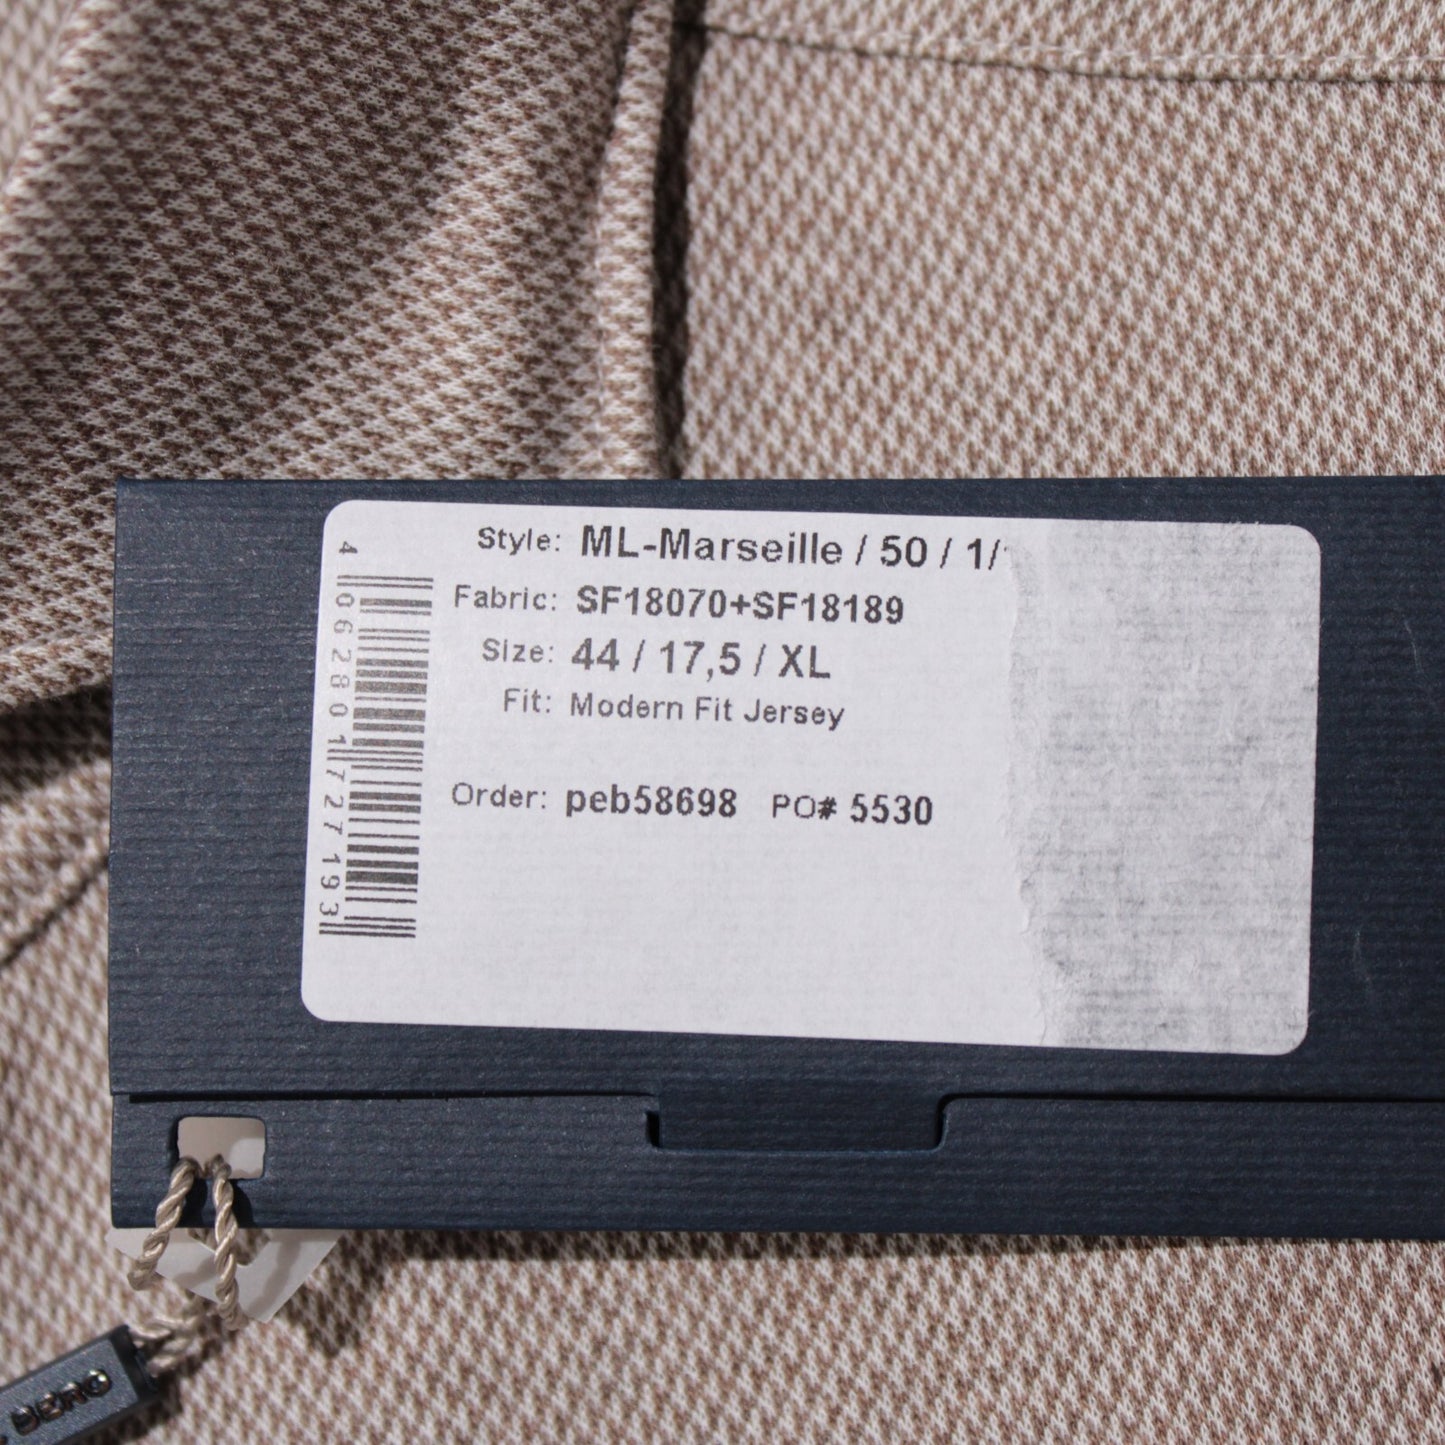 Style: ML-Marseille / 50 / 1/
Fabric: SF18070+SF18189
Size: 44 / 17,5 / XL
Fit: Modern Fit Jersey
Order: peb58698 PO# 5530
4 062801 727193
BERG